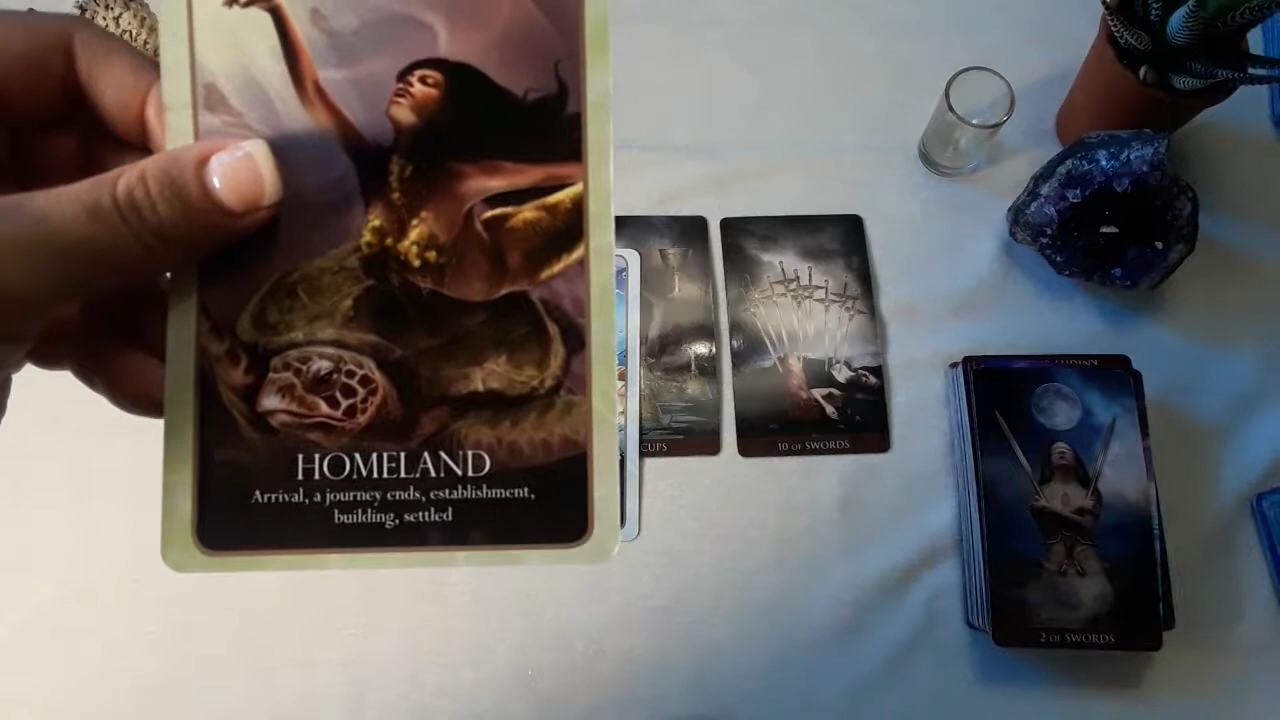 HOMELAND
Arrival, a journey ends, establishment,
building, settled
CUPS
10 OF SWORDS
2 OF SWORDS